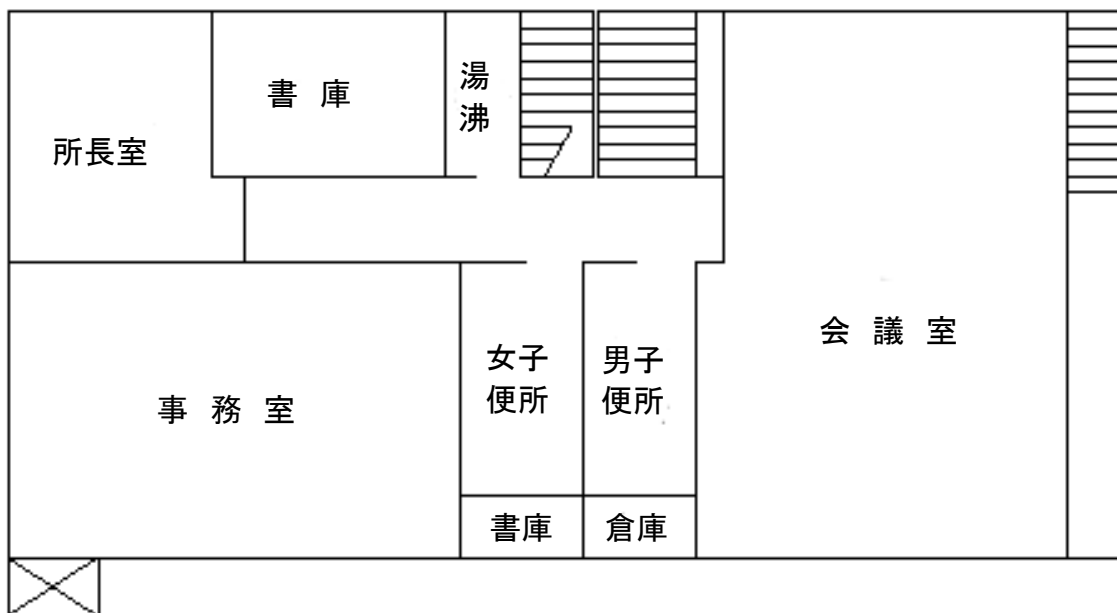 書 庫
湯
沸
所長室
会 議 室
女子
便所
男子
便所
事 務 室
書庫
倉庫